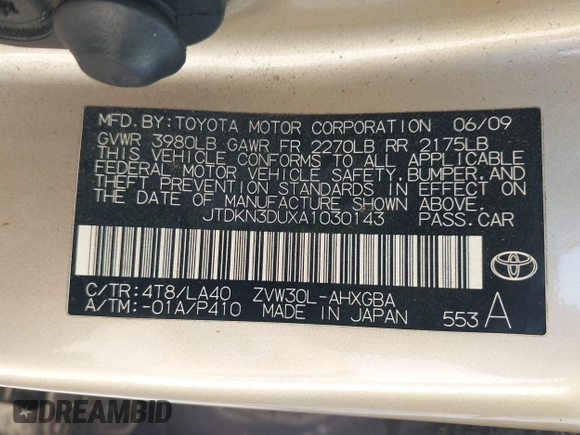 MFD. BY: TOYOTA MOTOR CORPORATION 06/09
GVWR 3980LB GAWR FR 2270LB RR 2175LB
THIS VEHICLE CONFORMS TO ALL APPLICABLE
FEDERAL MOTOR VEHICLE SAFETY, BUMPER, AND
THEFT PREVENTION STANDARDS IN EFFECT ON
THE DATE OF MANUFACTURE SHOWN ABOVE.
JTDKN3DUXA1030143 PASS. CAR
C/TR: 4T8/LA40 ZVW30L-AHXGBA
A/TM: -01A/P410 MADE IN JAPAN 553 A
DREAMBID